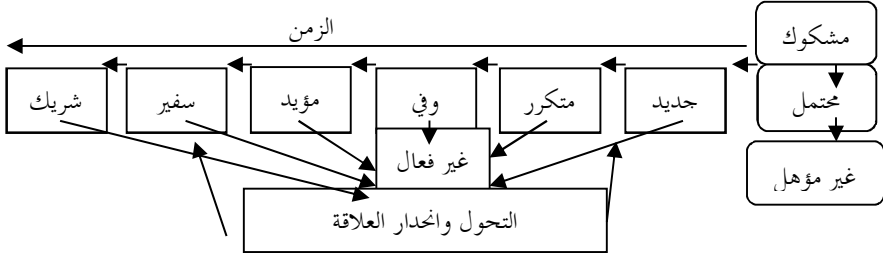 الزمن
مشكوك
محتمل
غير مؤهل
جديد
متكرر
وفي
مؤيد
سفير
شريك
غير فعال
التحول وانحدار العلاقة